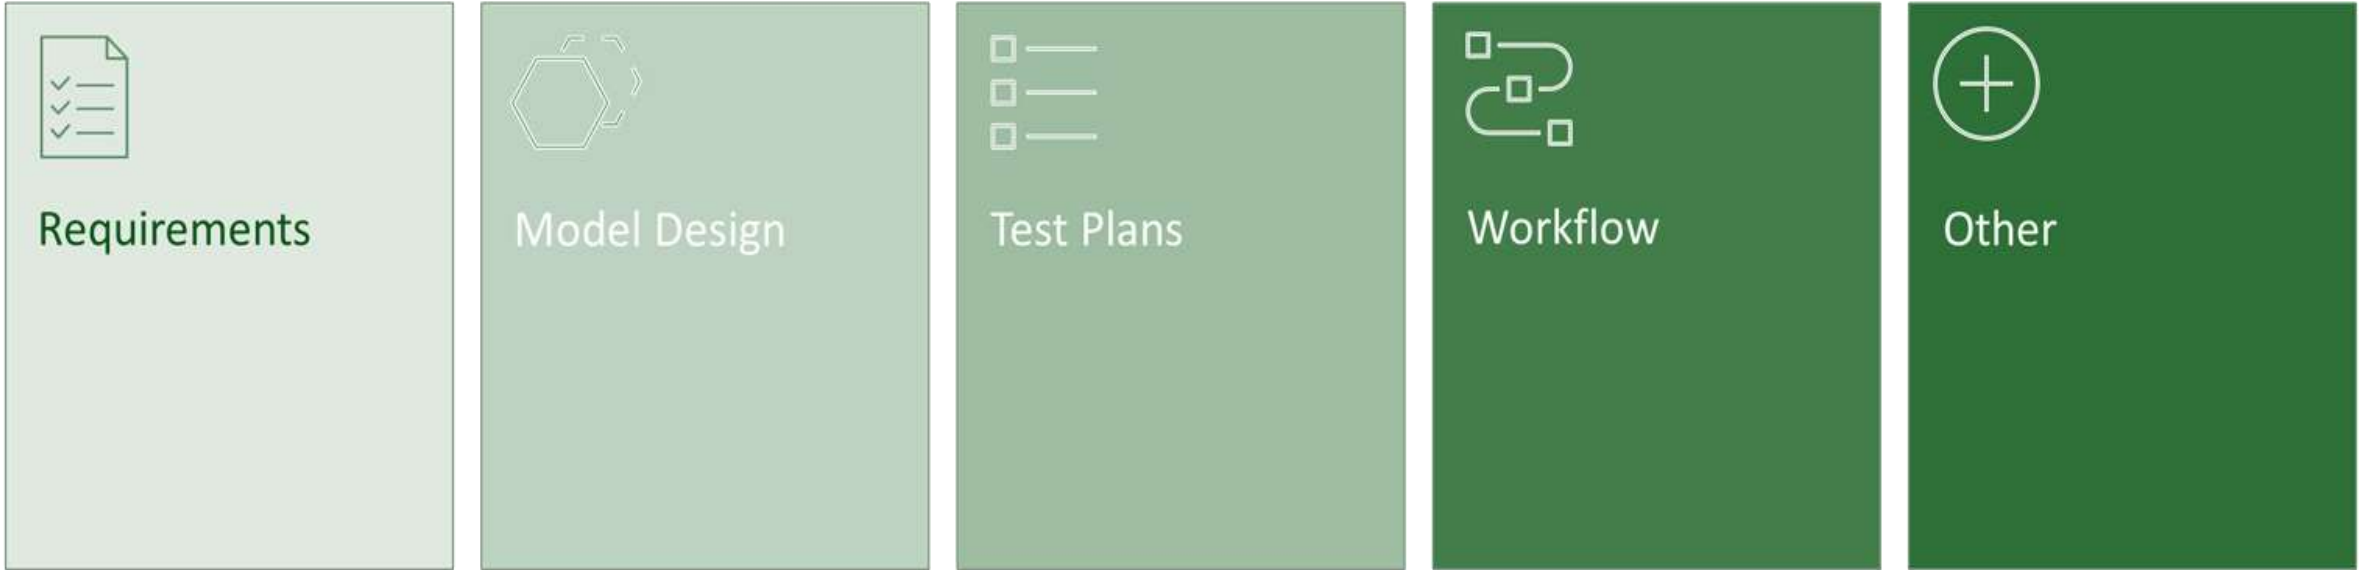 Requirements
Model Design
Test Plans
Workflow
Other